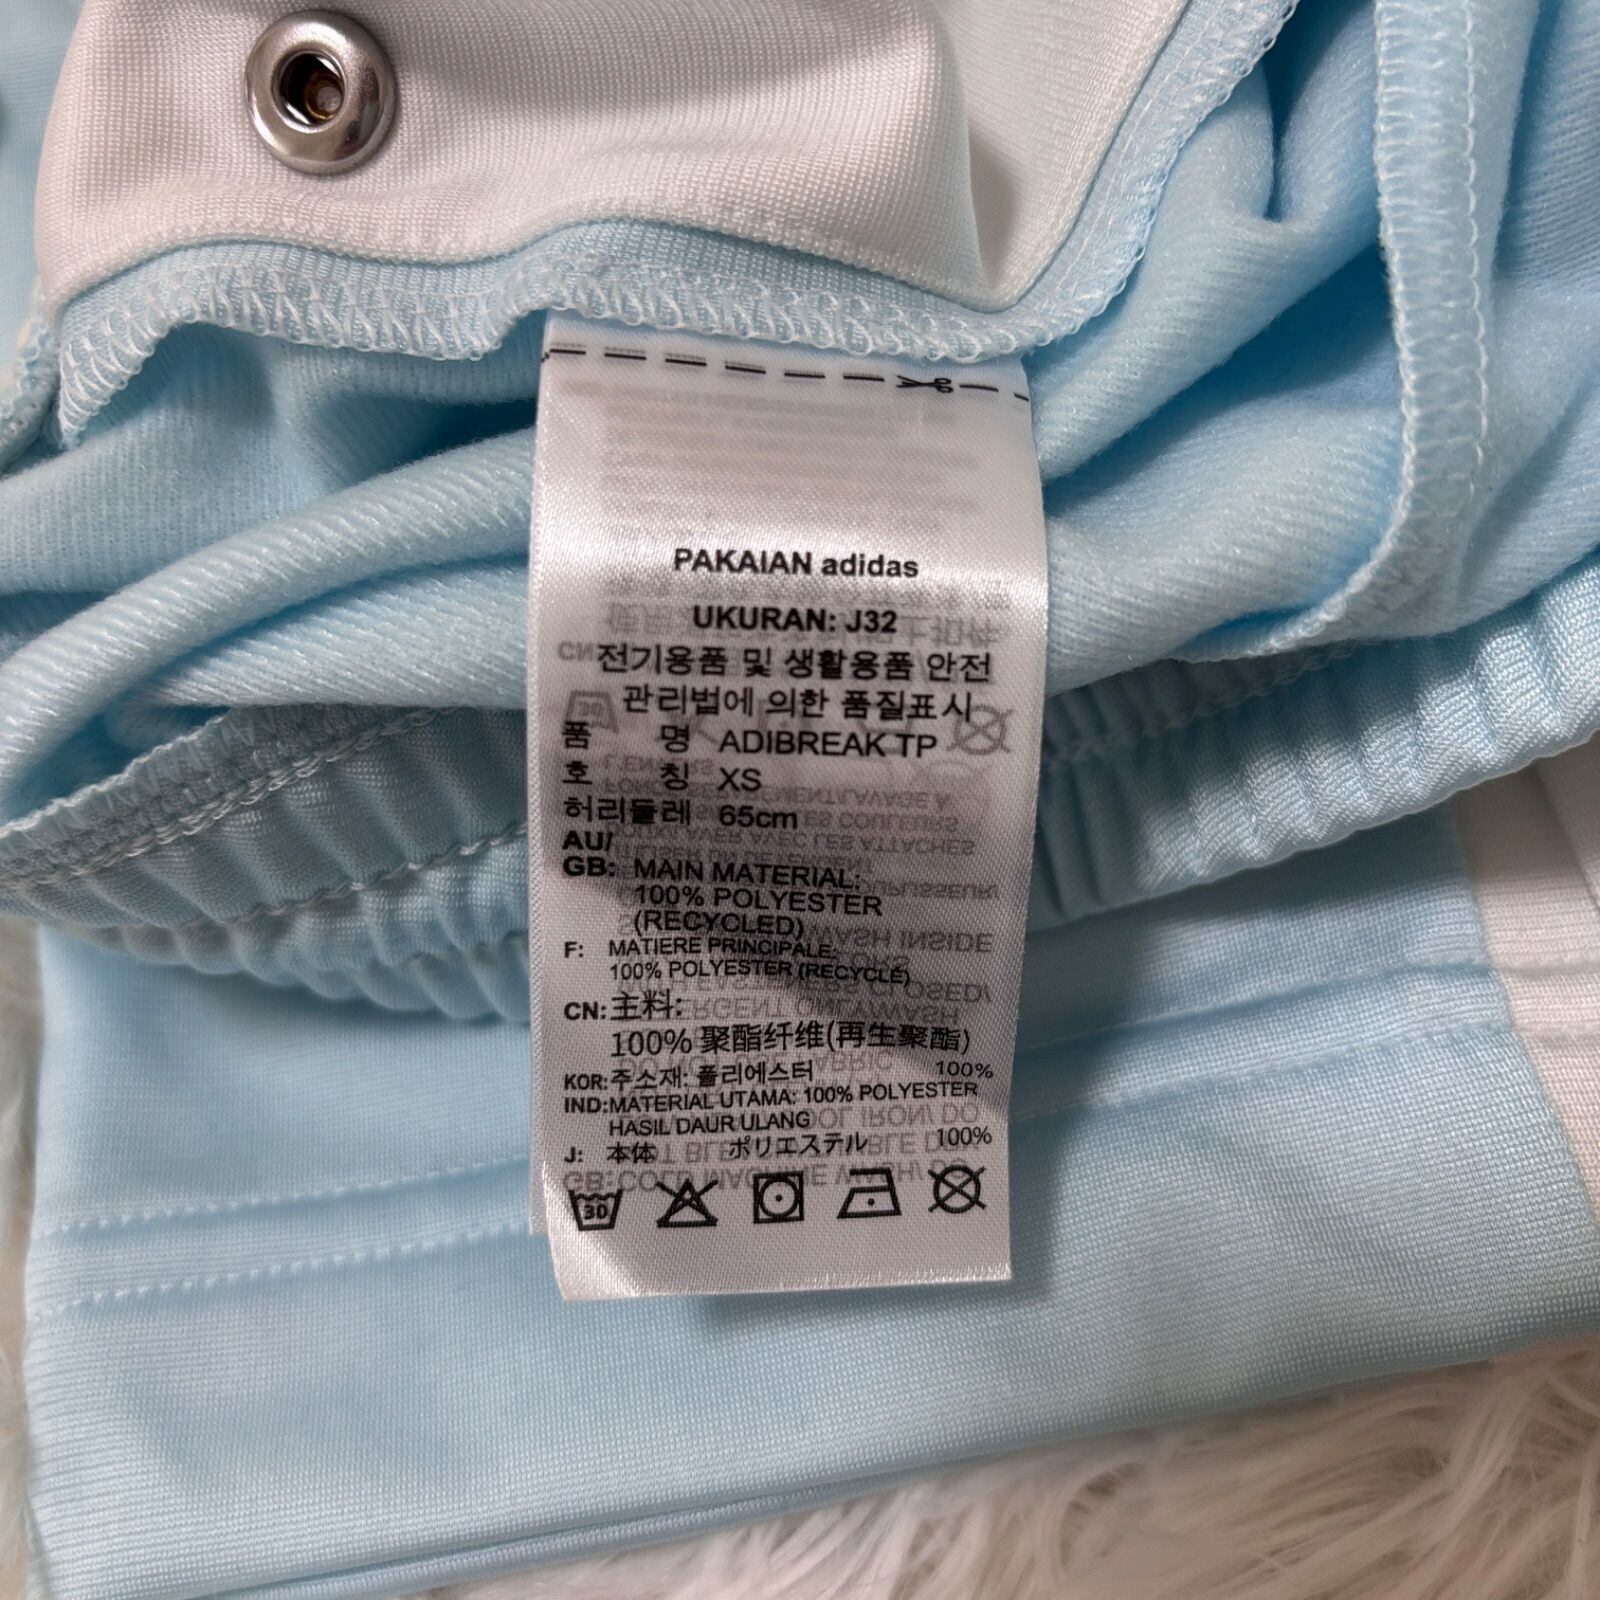 PAKAIAN adidas
UKURAN: J32
전기용품 및 생활용품 안전
관리법에 의한 품질표시
품 명 ADIBREAK TP
호 칭 XS
허리둘레 65cm
AU/
GB: MAIN MATERIAL:
100% POLYESTER
(RECYCLED)
F: MATIERE PRINCIPALE:
100% POLYESTER (RECYCLÉ)
CN: 主料:
100% 聚酯纤维(再生聚酯)
KOR: 주소재: 폴리에스터 100%
IND: MATERIAL UTAMA: 100% POLYESTER
HASIL DAUR ULANG
J: 本体 ポリエステル 100%
30